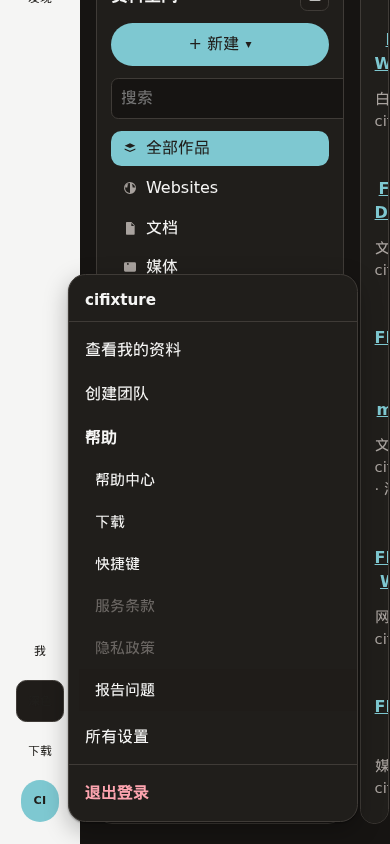 + 新建 ▾
搜索
全部作品
Websites
文档
媒体
cifixture
查看我的资料
创建团队
帮助
帮助中心
下载
快捷键
服务条款
隐私政策
报告问题
所有设置
退出登录
我
下载
CI